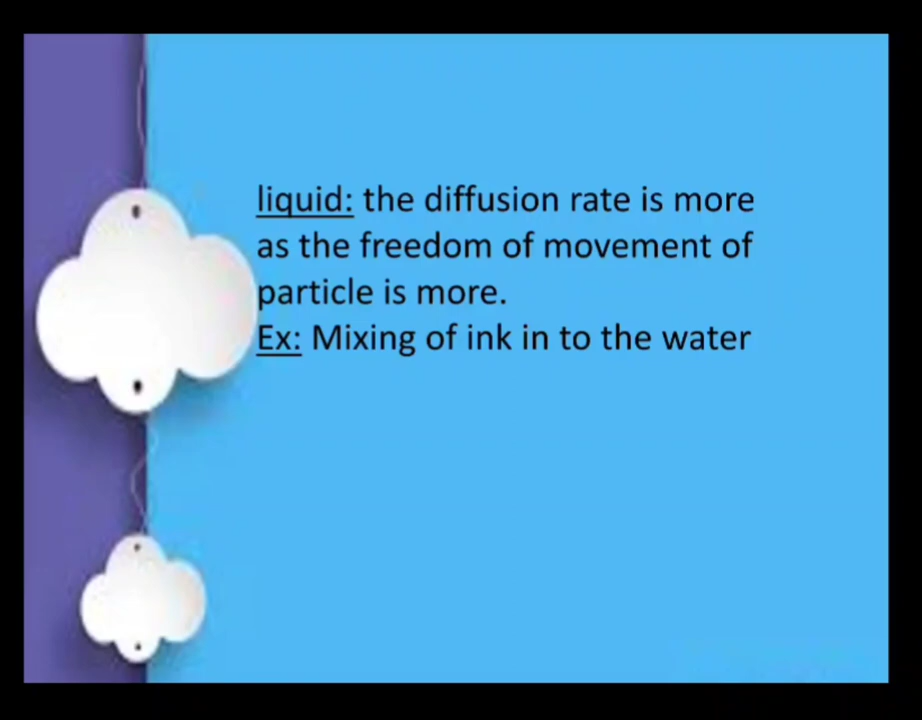 liquid: the diffusion rate is more
as the freedom of movement of
particle is more.
Ex: Mixing of ink in to the water